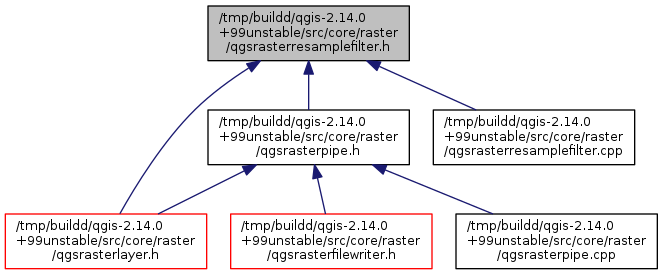 /tmp/buildd/qgis-2.14.0
+99unstable/src/core/raster
/qgsrasterresamplefilter.h
/tmp/buildd/qgis-2.14.0
+99unstable/src/core/raster
/qgsrasterpipe.h
/tmp/buildd/qgis-2.14.0
+99unstable/src/core/raster
/qgsrasterresamplefilter.cpp
/tmp/buildd/qgis-2.14.0
+99unstable/src/core/raster
/qgsrasterlayer.h
/tmp/buildd/qgis-2.14.0
+99unstable/src/core/raster
/qgsrasterfilewriter.h
/tmp/buildd/qgis-2.14.0
+99unstable/src/core/raster
/qgsrasterpipe.cpp